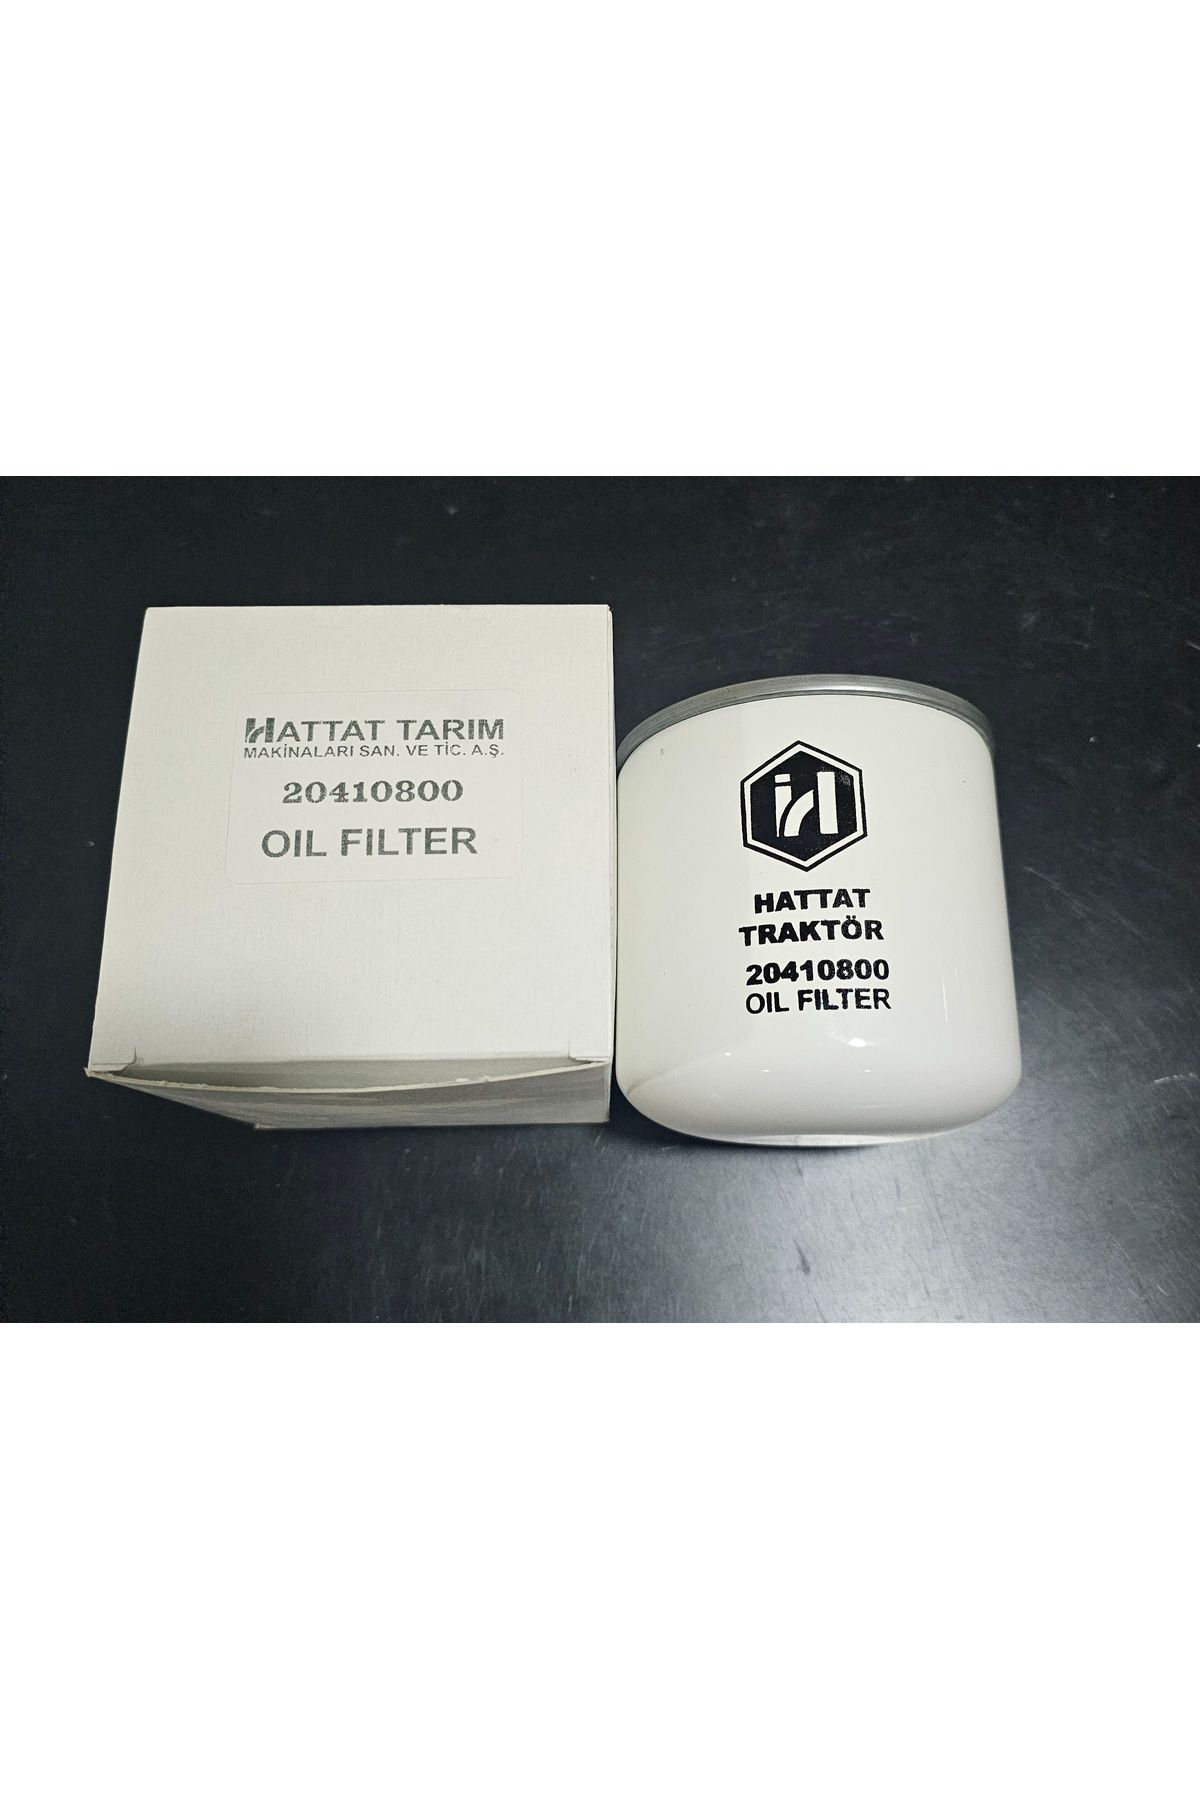 HATTAT TARIM
MAKİNALARI SAN. VE TİC. A.Ş.
20410800
OIL FILTER
HATTAT
TRAKTÖR
20410800
OIL FILTER